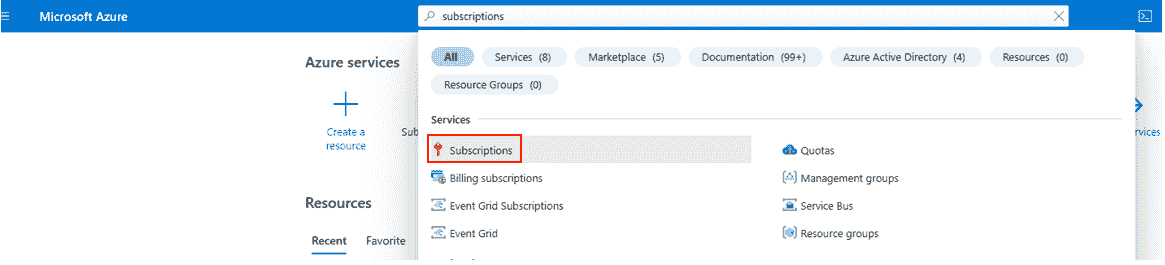 Microsoft Azure
subscriptions
All Services (8) Marketplace (5) Documentation (99+) Azure Active Directory (4) Resources (0)
Resource Groups (0)
Azure services
Create a
resource
Sub
Services
Subscriptions
Billing subscriptions
Event Grid Subscriptions
Event Grid
Quotas
Management groups
Service Bus
Resource groups
rvices
Resources
Recent Favorite